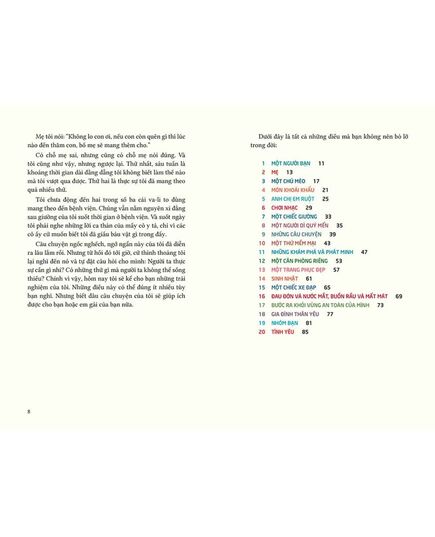 Mẹ tôi nói: "Không lo con ơi, nếu con còn quên gì thì lúc
nào đến thăm con, bố mẹ sẽ mang thêm cho."
Có chỗ mẹ sai, nhưng cũng có chỗ mẹ nói đúng. Và
tôi cũng như vậy, nhưng ngược lại. Thứ nhất, sáu tuần là
khoảng thời gian dài đằng đẵng tôi không biết làm thế nào
mà tôi vượt qua được. Thứ hai là thực sự tôi đã mang theo
quá nhiều thứ.
Tôi chưa động đến hai trong số ba cái va-li to đùng
mang theo đến bệnh viện. Chúng vẫn nằm nguyên xi đằng
sau giường của tôi suốt thời gian ở bệnh viện. Và suốt ngày
tôi phải nghe những lời ca thán của mấy cô y tá, vì các
cô ấy cứ muốn biết tôi đã giấu báu vật gì trong đấy.
Câu chuyện ngốc nghếch, ngớ ngẩn này của tôi đã diễn
ra lâu lắm rồi. Nhưng từ hồi đó tới giờ, cứ thỉnh thoảng tôi
lại nghĩ đến nó và tự đặt câu hỏi cho mình: Người ta thực
sự cần gì nhỉ? Có những thứ gì mà người ta không thể sống
thiếu? Chính vì thế, tôi đã kể cho các bạn những trải
nghiệm của tôi. Những điều này có thể đúng ít nhiều tùy
bạn nghĩ. Nhưng biết đâu câu chuyện của tôi sẽ giúp ích
được cho bạn hoặc em gái của bạn nữa.
8
Dưới đây là tất cả những điều mà bạn không nên bỏ lỡ
trong đời:
1 MỘT NGƯỜI BẠN 11
2 MẸ 13
3 MỘT CHÚ MÈO 17
4 MÓN KHOÁI KHẨU 21
5 ANH CHỊ EM RUỘT 25
6 CHƠI NHẠC 29
7 MỘT CHIẾC GIƯỜNG 33
8 MỘT NGƯỜI DÌ QUÝ MẾN 35
9 NHỮNG CÂU CHUYỆN 39
10 MỘT THỨ MỀM MẠI 43
11 NHỮNG KHÁM PHÁ VÀ PHÁT MINH 47
12 MỘT CĂN PHÒNG RIÊNG 53
13 MỘT TRANG PHỤC ĐẸP 57
14 SINH NHẬT 61
15 MỘT CHIẾC XE ĐẠP 65
16 ĐAU ĐỚN VÀ NƯỚC MẮT, BUỒN RẦU VÀ MẤT MÁT 69
17 BƯỚC RA KHỎI VÙNG AN TOÀN CỦA MÌNH 73
18 GIA ĐÌNH THÂN YÊU 77
19 NHÓM BẠN 81
20 TÌNH YÊU 85